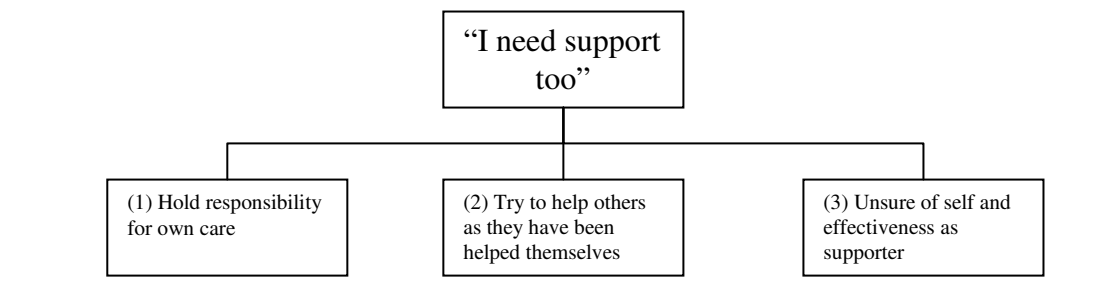 “I need support
too”
(1) Hold responsibility
for own care
(2) Try to help others
as they have been
helped themselves
(3) Unsure of self and
effectiveness as
supporter